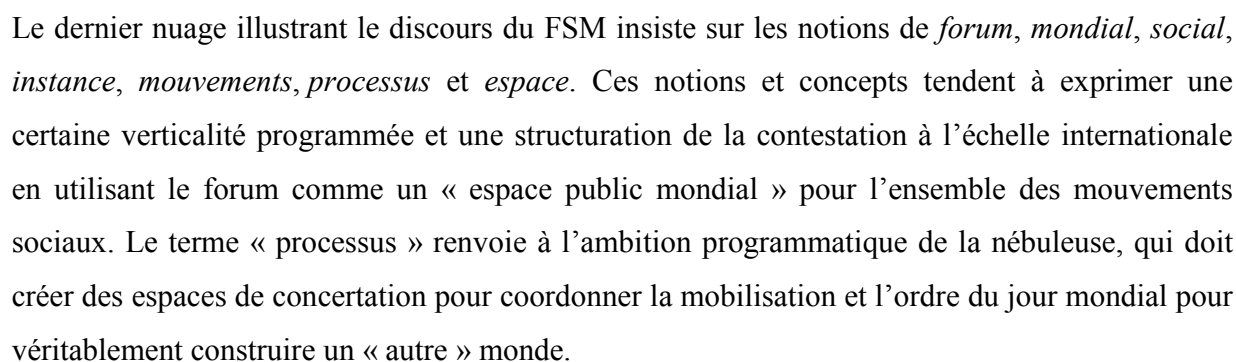 Le dernier nuage illustrant le discours du FSM insiste sur les notions de forum, mondial, social,
instance, mouvements, processus et espace. Ces notions et concepts tendent à exprimer une
certaine verticalité programmée et une structuration de la contestation à l’échelle internationale
en utilisant le forum comme un « espace public mondial » pour l’ensemble des mouvements
sociaux. Le terme « processus » renvoie à l’ambition programmatique de la nébuleuse, qui doit
créer des espaces de concertation pour coordonner la mobilisation et l’ordre du jour mondial pour
véritablement construire un « autre » monde.